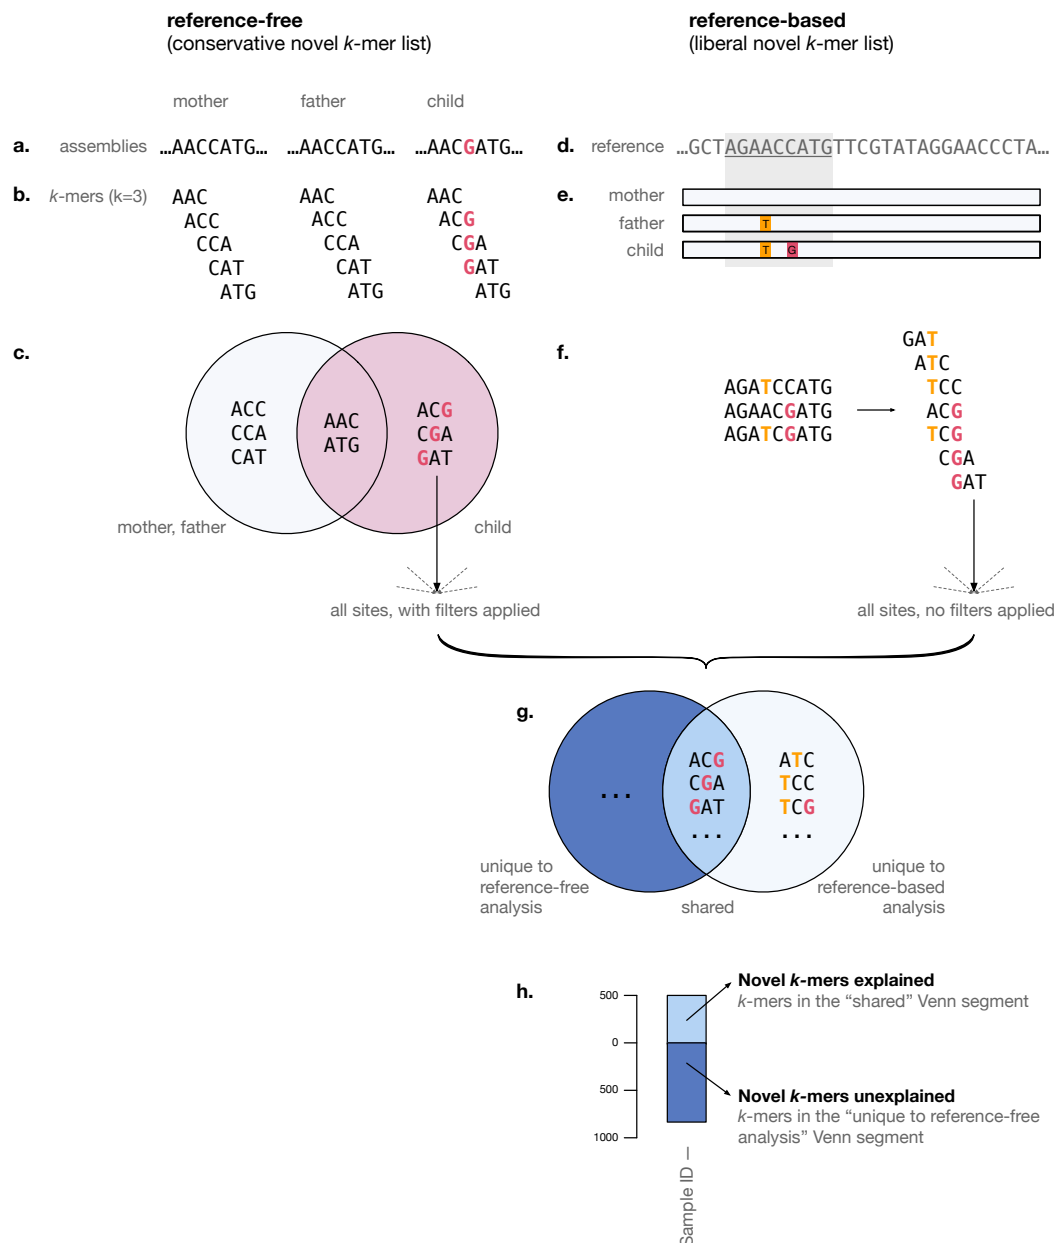 reference-free
(conservative novel k-mer list)
reference-based
(liberal novel k-mer list)
mother father child
a. assemblies ...AACCATG... ...AACCATG... ...AACGATG...
b. k-mers (k=3)
AAC AAC AAC
ACC ACC ACG
CCA CCA CGA
CAT CAT GAT
ATG ATG ATG
c.
ACC
CCA
CAT
AAC
ATG
ACG
CGA
GAT
mother, father
child
all sites, with filters applied
d. reference ...GCTAGAACCATGTTCGTATAGGAACCCTA...
e. mother
father T
child T G
f.
AGATCCATG
AGAACGATG
AGATCGATG
GAT
ATC
TCC
ACG
TCG
CGA
GAT
all sites, no filters applied
g.
...
ACG
CGA
GAT
...
ATC
TCC
TCG
...
unique to
reference-free
analysis
shared
unique to
reference-based
analysis
h.
500
0
500
1000
Sample ID —
Novel k-mers explained
k-mers in the “shared” Venn segment
Novel k-mers unexplained
k-mers in the “unique to reference-free
analysis” Venn segment